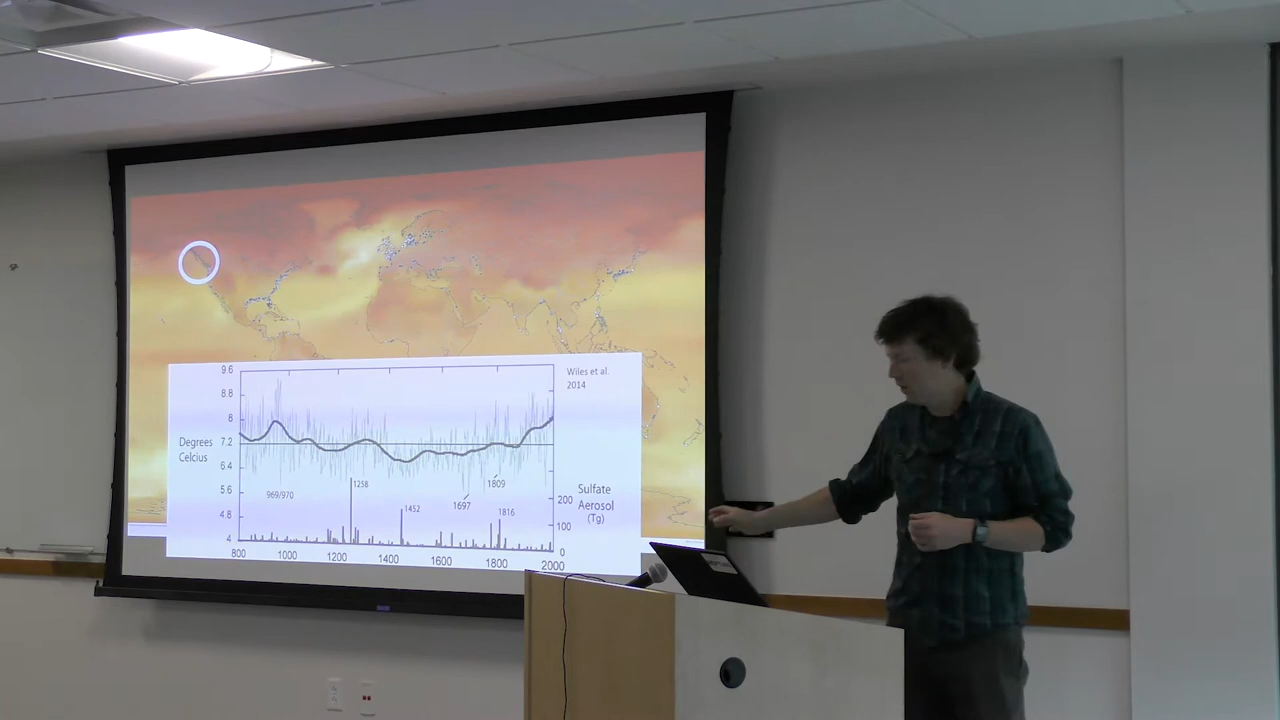 9.6
8.8
8
7.2
6.4
5.6
4.8
4
Degrees
Celcius
Wiles et al.
2014
969/970
1258
1452
1697
1809
1816
200
100
0
Sulfate
Aerosol
(Tg)
800 1000 1200 1400 1600 1800 2000